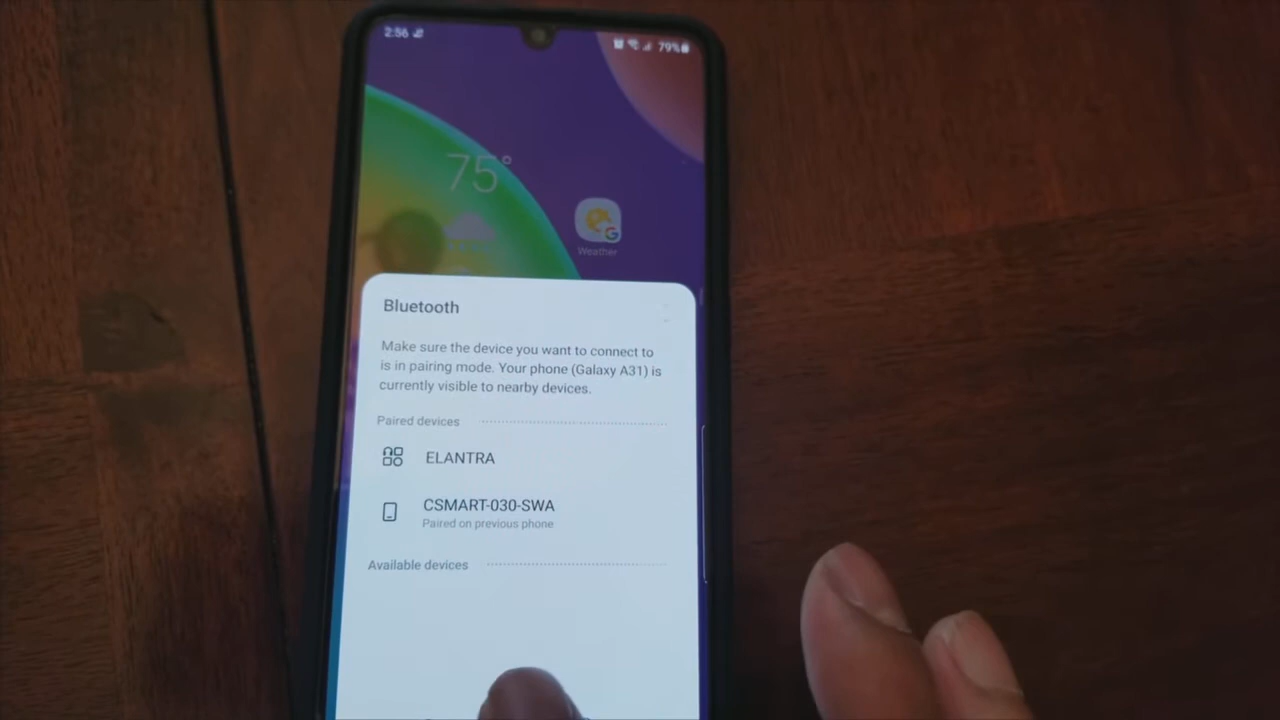 2:56
79%
75°
Weather
Bluetooth
Make sure the device you want to connect to
is in pairing mode. Your phone (Galaxy A31) is
currently visible to nearby devices.
Paired devices
ELANTRA
CSMART-030-SWA
Paired on previous phone
Available devices